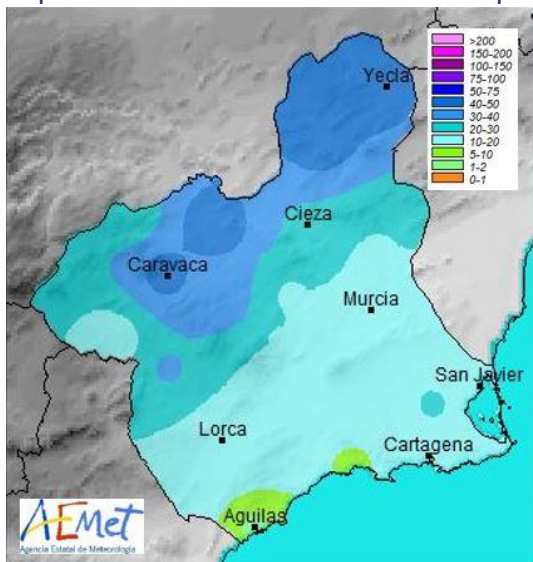 >200
150-200
100-150
75-100
50-75
40-50
30-40
20-30
10-20
5-10
1-2
0-1
Yecla
Cieza
Caravaca
Murcia
San Javier
Lorca
Cartagena
Aguilas
AEMet
Agencia Estatal de Meteorología